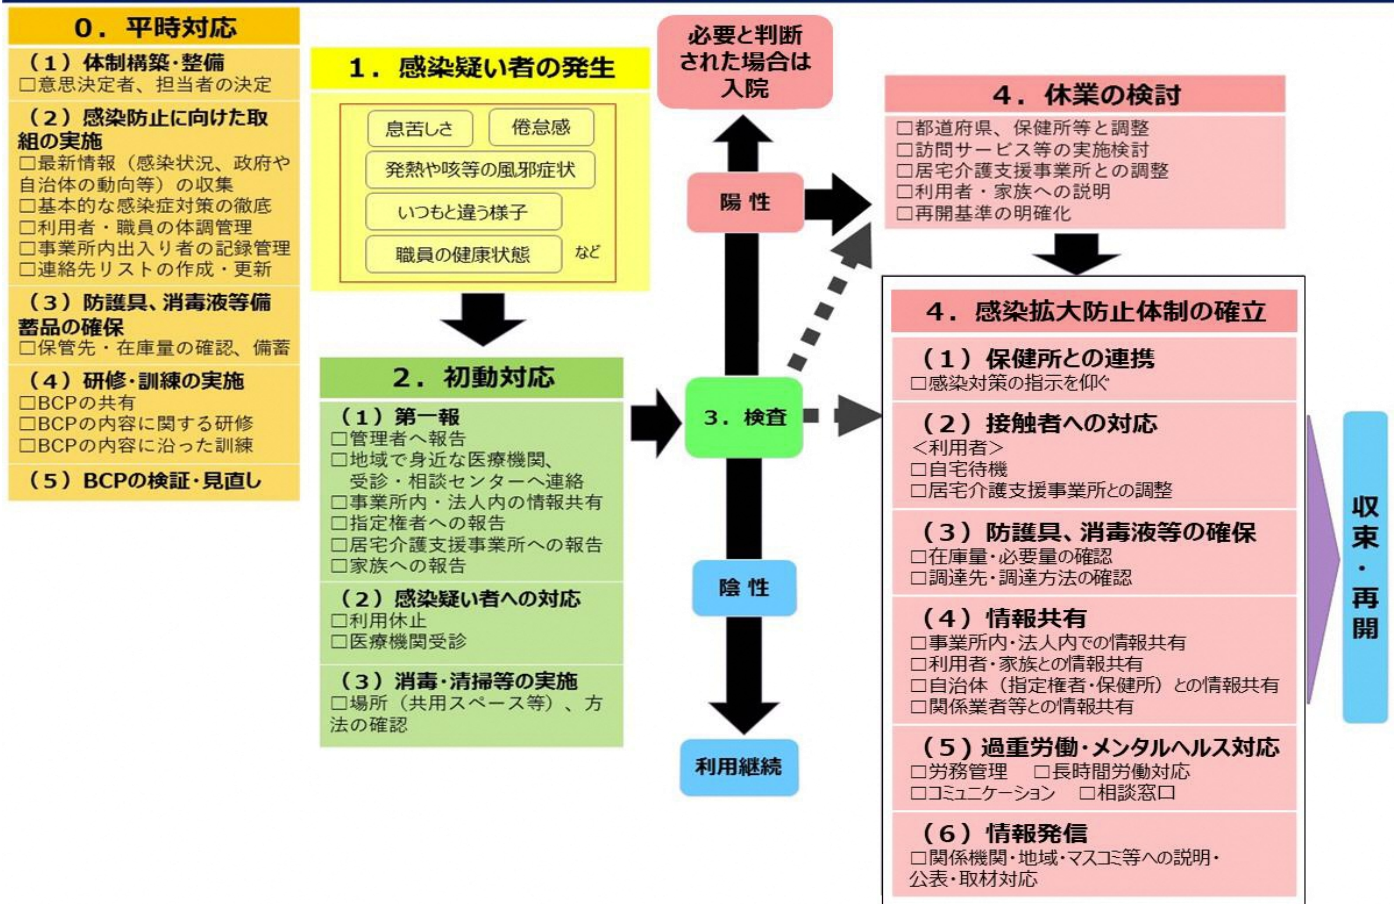 0．平時対応
（1）体制構築・整備
□意思決定者、担当者の決定
（2）感染防止に向けた取
組の実施
□最新情報（感染状況、政府や
自治体の動向等）の収集
□基本的な感染症対策の徹底
□利用者・職員の体調管理
□事業所内出入り者の記録管理
□連絡先リストの作成・更新
（3）防護具、消毒液等備
蓄品の確保
□保管先・在庫量の確認、備蓄
（4）研修・訓練の実施
□BCPの共有
□BCPの内容に関する研修
□BCPの内容に沿った訓練
（5）BCPの検証・見直し
1．感染疑い者の発生
息苦しさ
倦怠感
発熱や咳等の風邪症状
いつもと違う様子
職員の健康状態
など
2．初動対応
（1）第一報
□管理者へ報告
□地域で身近な医療機関、
受診・相談センターへ連絡
□事業所内・法人内の情報共有
□指定権者への報告
□居宅介護支援事業所への報告
□家族への報告
（2）感染疑い者への対応
□利用休止
□医療機関受診
（3）消毒・清掃等の実施
□場所（共用スペース等）、方
法の確認
必要と判断
された場合は
入院
陽性
3．検査
陰性
利用継続
4．休業の検討
□都道府県、保健所等と調整
□訪問サービス等の実施検討
□居宅介護支援事業所との調整
□利用者・家族への説明
□再開基準の明確化
4．感染拡大防止体制の確立
（1）保健所との連携
□感染対策の指示を仰ぐ
（2）接触者への対応
＜利用者＞
□自宅待機
□居宅介護支援事業所との調整
（3）防護具、消毒液等の確保
□在庫量・必要量の確認
□調達先・調達方法の確認
（4）情報共有
□事業所内・法人内での情報共有
□利用者・家族との情報共有
□自治体（指定権者・保健所）との情報共有
□関係業者等との情報共有
（5）過重労働・メンタルヘルス対応
□労務管理　□長時間労働対応
□コミュニケーション　□相談窓口
（6）情報発信
□関係機関・地域・マスコミ等への説明・
公表・取材対応
収束・再開